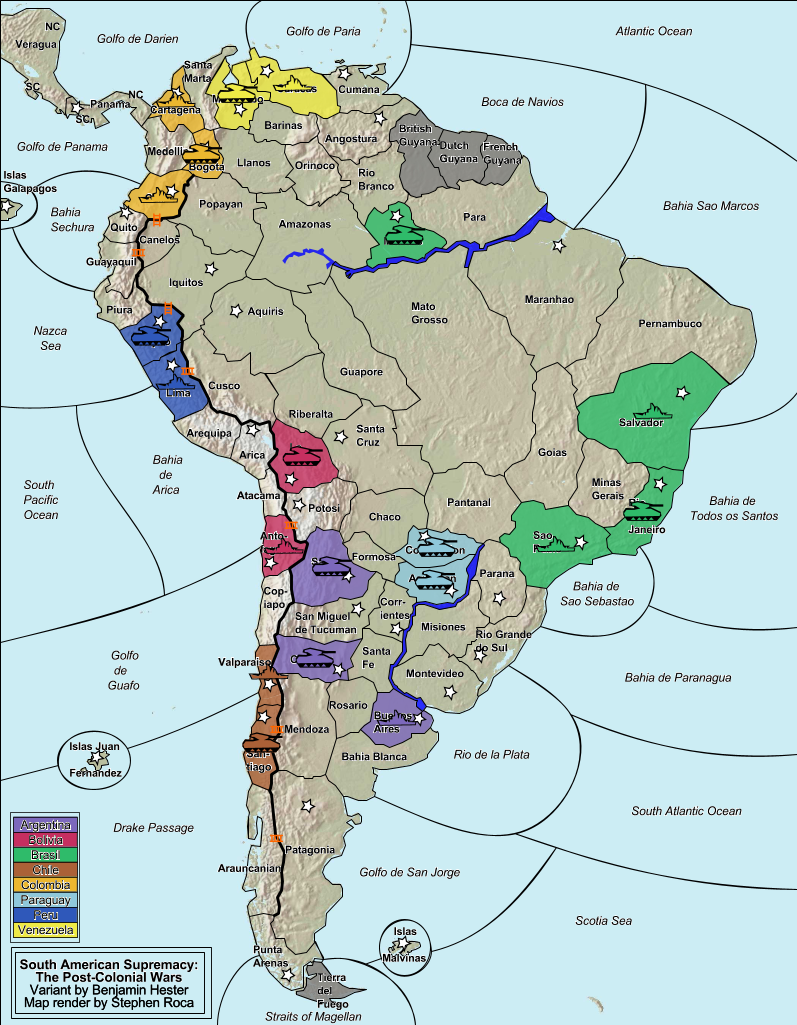 NC
Golfo de Darien
Golfo de Paria
Atlantic Ocean
Veragua
Santa
Marta
SC
NC
Panama
SC
Cartagena
Cumana
Boca de Navios
Golfo de Panama
Barinas
Angostura
British
Guyana
Dutch
Guyana
French
Guyana
Bogota
Llanos
Orinoco
Rio
Branco
Islas
Galapagos
Bahia
Sechura
Quito
Popayan
Amazonas
Para
Bahia Sao Marcos
Canelos
Guayaquil
Iquitos
Piura
Aquiris
Mato
Grosso
Maranhao
Pernambuco
Nazca
Sea
Lima
Cusco
Guapore
Riberalta
Arequipa
Arica
Santa
Cruz
Goias
Salvador
Bahia
de
Arica
South
Pacific
Ocean
Atacama
Potosi
Chaco
Pantanal
Minas
Gerais
Janeiro
Bahia de
Todos os Santos
Anto-
Formosa
Sao
Parana
Bahia de
Sao Sebastao
Cop-
iapo
San Miguel
de Tucuman
Corr-
ientes
Misiones
Rio Grande
do Sul
Golfo
de
Guafo
Valparaiso
Santa
Fe
Montevideo
Bahia de Paranagua
Rosario
Buenos
Aires
Mendoza
San-
tiago
Bahia Blanca
Rio de la Plata
Islas Juan
Fernandez
Drake Passage
South Atlantic Ocean
Patagonia
Araucanian
Golfo de San Jorge
Argentina
Bolivia
Brasil
Chile
Colombia
Paraguay
Peru
Venezuela
Scotia Sea
Islas
Malvinas
Punta
Arenas
Tierra
del
Fuego
Straits of Magellan
South American Supremacy:
The Post-Colonial Wars
Variant by Benjamin Hester
Map render by Stephen Roca